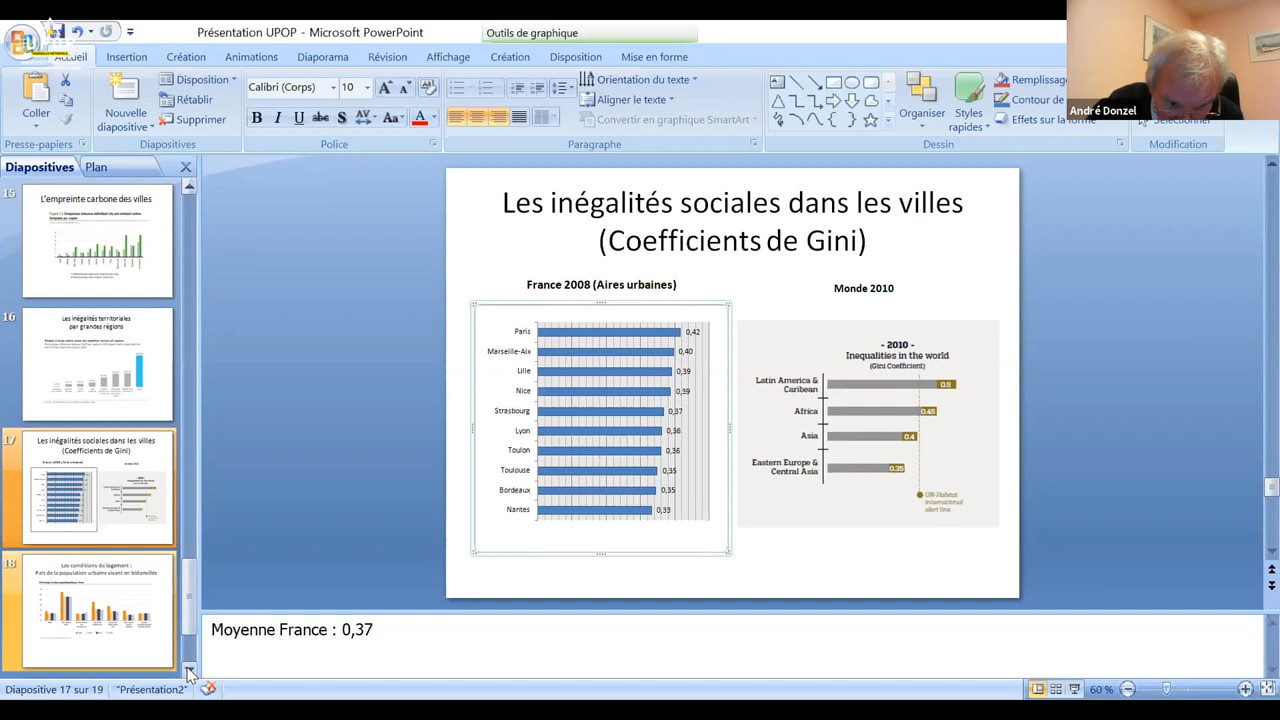 Présentation UPOP - Microsoft PowerPoint
Outils de graphique
Accueil
Insertion
Création
Animations
Diaporama
Révision
Affichage
Création
Disposition
Mise en forme
Coller
Presse-papiers
Nouvelle
diapositive
Disposition
Rétablir
Supprimer
Diapositives
Calibri (Corps)
10
Police
Paragraphe
Orientation du texte
Aligner le texte
Convertir en graphique SmartArt
Organiser
Styles
rapides
Remplissage
Contour de
Effets sur la forme
Dessin
Sélectionner
Modification
André Donzel
Diapositives
Plan
15
L'empreinte carbone des villes
16
Les inégalités territoriales
par grandes régions
17
Les inégalités sociales dans les villes
(Coefficients de Gini)
18
Les conditions de logement :
Part de la population urbaine vivant en bidonvilles
Les inégalités sociales dans les villes
(Coefficients de Gini)
France 2008 (Aires urbaines)
Paris 0,42
Marseille-Aix 0,40
Lille 0,39
Nice 0,39
Strasbourg 0,37
Lyon 0,36
Toulon 0,36
Toulouse 0,35
Bordeaux 0,35
Nantes 0,33
Monde 2010
- 2010 -
Inequalities in the world
(Gini Coefficient)
Latin America &
Caribean
0.5
Africa 0.45
Asia 0.4
Eastern Europe &
Central Asia
0.35
UN-Habitat
international
alert line
Moyenne France : 0,37
Diapositive 17 sur 19
"Présentation2"
60 %